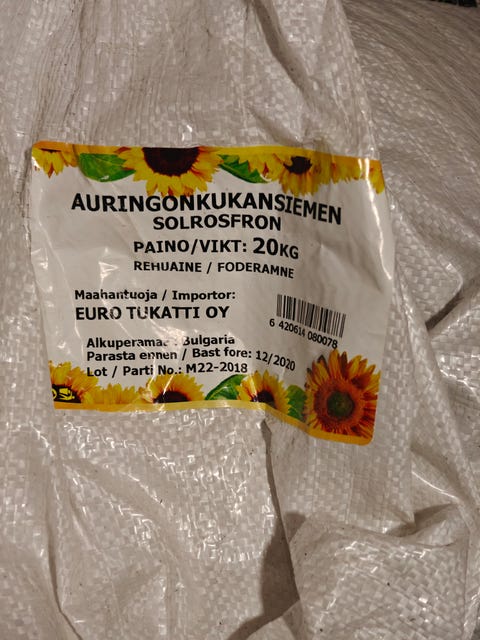 AURINGONKUKANSIEMEN
SOLROSFRON
PAINO/VIKT: 20KG
REHUAINE / FODERAMNE
Maahantuoja / Importor:
EURO TUKATTI OY
6 420614 080078
Alkuperamaa : Bulgaria
Parasta ennen / Bast fore: 12/2020
Lot / Parti No.: M22-2018